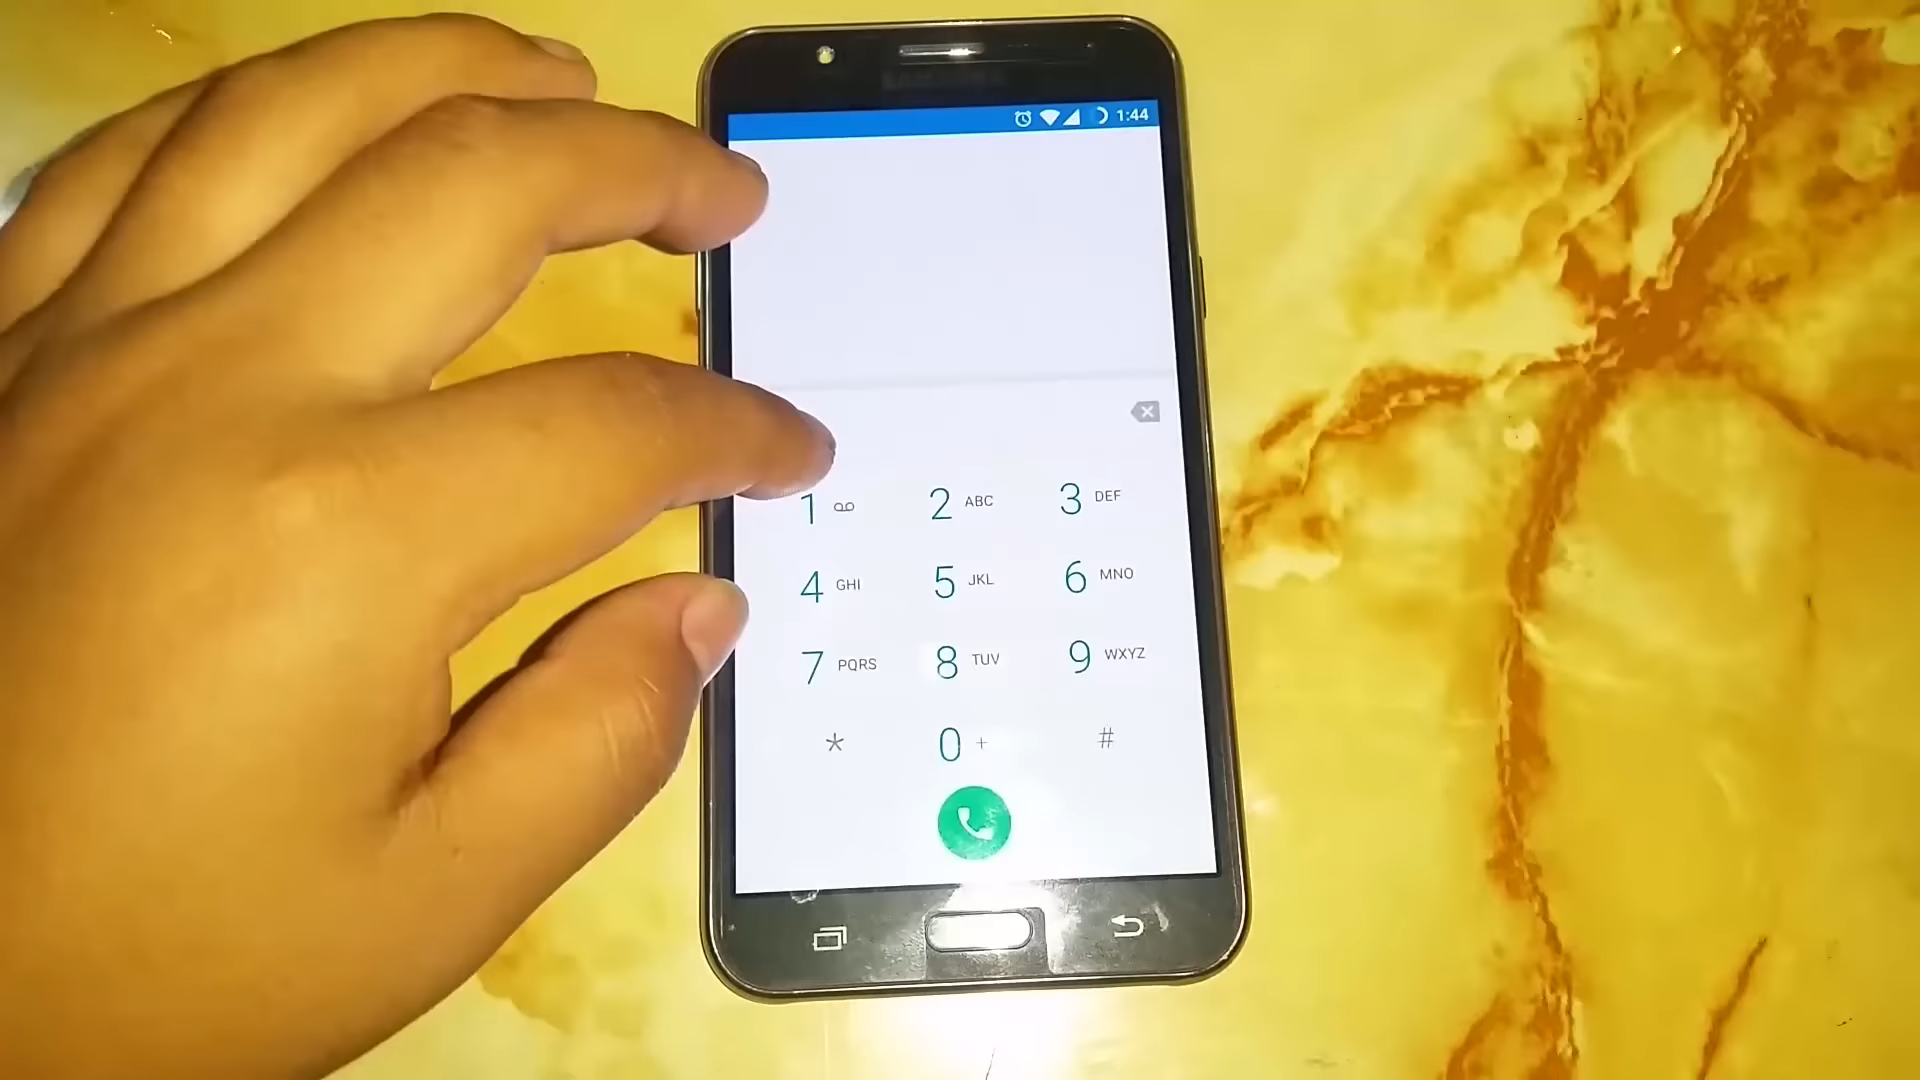 SAMSUNG
1:44
1 2 ABC 3 DEF
4 GHI 5 JKL 6 MNO
7 PQRS 8 TUV 9 WXYZ
* 0 + #